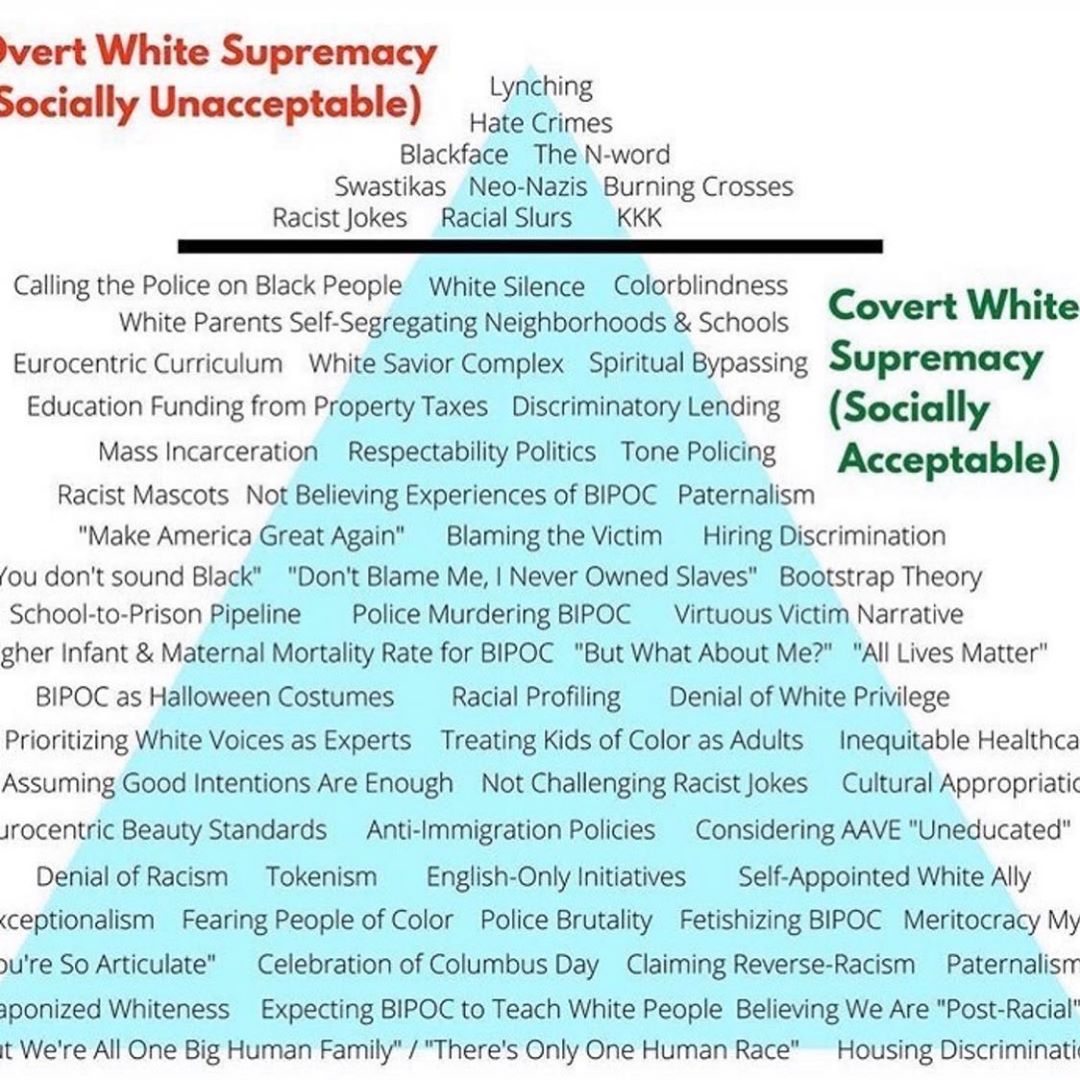 Overt White Supremacy
(Socially Unacceptable)
Lynching
Hate Crimes
Blackface The N-word
Swastikas Neo-Nazis Burning Crosses
Racist Jokes Racial Slurs KKK
Calling the Police on Black People White Silence Colorblindness
White Parents Self-Segregating Neighborhoods & Schools
Eurocentric Curriculum White Savior Complex Spiritual Bypassing
Education Funding from Property Taxes Discriminatory Lending
Mass Incarceration Respectability Politics Tone Policing
Racist Mascots Not Believing Experiences of BIPOC Paternalism
Covert White
Supremacy
(Socially
Acceptable)
"Make America Great Again" Blaming the Victim Hiring Discrimination
You don't sound Black" "Don't Blame Me, I Never Owned Slaves" Bootstrap Theory
School-to-Prison Pipeline Police Murdering BIPOC Virtuous Victim Narrative
gher Infant & Maternal Mortality Rate for BIPOC "But What About Me?" "All Lives Matter"
BIPOC as Halloween Costumes Racial Profiling Denial of White Privilege
Prioritizing White Voices as Experts Treating Kids of Color as Adults Inequitable Healthca
Assuming Good Intentions Are Enough Not Challenging Racist Jokes Cultural Appropriatio
urocentric Beauty Standards Anti-Immigration Policies Considering AAVE "Uneducated"
Denial of Racism Tokenism English-Only Initiatives Self-Appointed White Ally
xceptionalism Fearing People of Color Police Brutality Fetishizing BIPOC Meritocracy My
ou're So Articulate" Celebration of Columbus Day Claiming Reverse-Racism Paternalism
aponized Whiteness Expecting BIPOC to Teach White People Believing We Are "Post-Racial"
t We're All One Big Human Family" / "There's Only One Human Race" Housing Discriminati